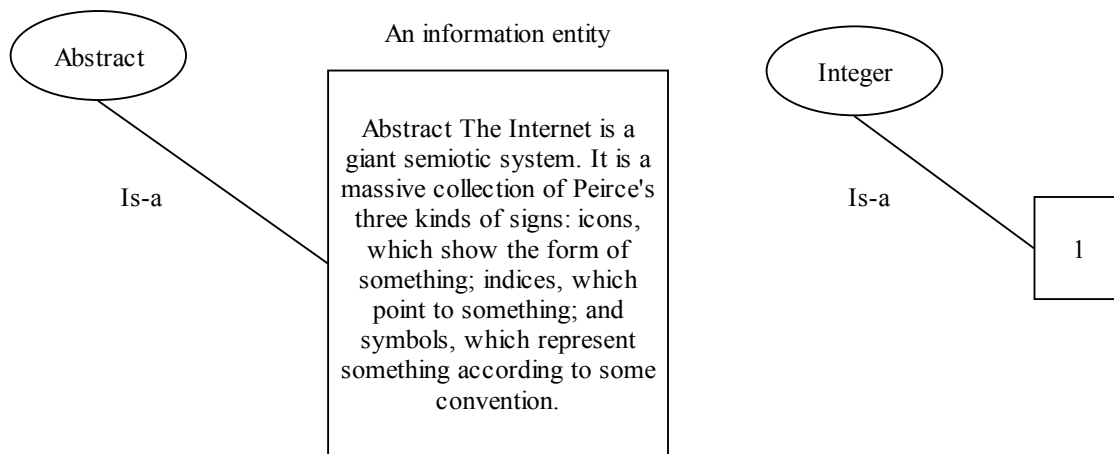 Abstract
Is-a
An information entity
Abstract The Internet is a
giant semiotic system. It is a
massive collection of Peirce's
three kinds of signs: icons,
which show the form of
something; indices, which
point to something; and
symbols, which represent
something according to some
convention.
Integer
Is-a
1